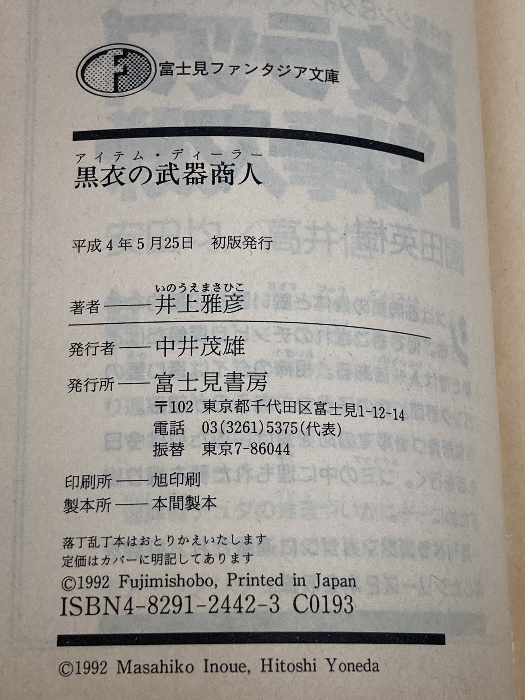 F 富士見ファンタジア文庫
アイテム・ディーラー
黒衣の武器商人
平成4年5月25日 初版発行
いのうえまさひこ
著者──井上雅彦
発行者──中井茂雄
発行所──富士見書房
〒102 東京都千代田区富士見1-12-14
電話 03(3261)5375(代表)
振替 東京7-86044
印刷所──旭印刷
製本所──本間製本
落丁乱丁本はおとりかえいたします
定価はカバーに明記してあります
©1992 Fujimishobo, Printed in Japan
ISBN4-8291-2442-3 C0193
©1992 Masahiko Inoue, Hitoshi Yoneda